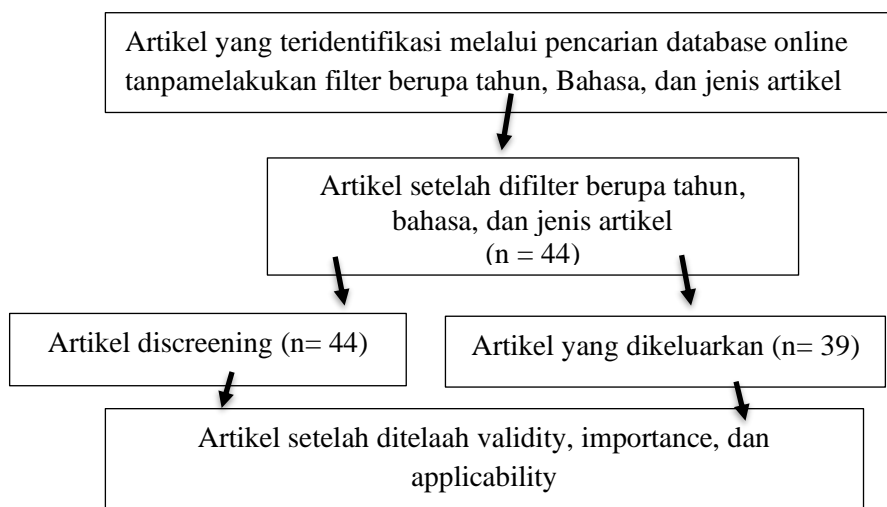 Artikel yang teridentifikasi melalui pencarian database online
tanpamelakukan filter berupa tahun, Bahasa, dan jenis artikel
Artikel setelah difilter berupa tahun,
bahasa, dan jenis artikel
(n = 44)
Artikel discreening (n= 44)
Artikel yang dikeluarkan (n= 39)
Artikel setelah ditelaah validity, importance, dan
applicability